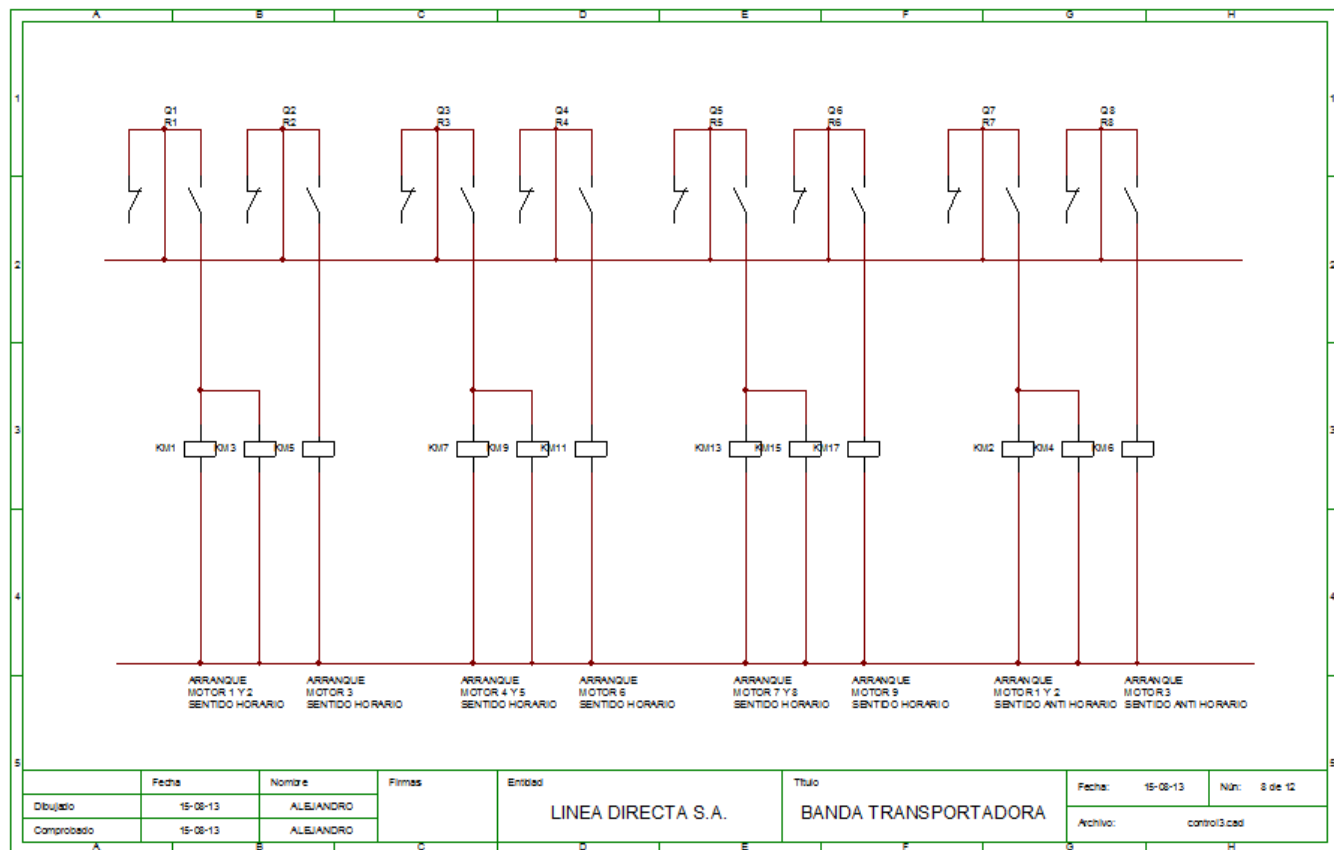 A B C D E F G H
1 1
Q1 Q2 Q3 Q4 Q5 Q6 Q7 Q8
R1 R2 R3 R4 R5 R6 R7 R8
2 2
3 3
KM1 KM3 KM5 KM7 KM9 KM11 KM13 KM15 KM17 KM2 KM4 KM6
4 4
ARRANQUE
MOTOR 1 Y 2
SENTIDO HORARIO
ARRANQUE
MOTOR 3
SENTIDO HORARIO
ARRANQUE
MOTOR 4 Y 5
SENTIDO HORARIO
ARRANQUE
MOTOR 6
SENTIDO HORARIO
ARRANQUE
MOTOR 7 Y 8
SENTIDO HORARIO
ARRANQUE
MOTOR 9
SENTIDO HORARIO
ARRANQUE
MOTOR 1 Y 2
SENTIDO ANTI HORARIO
ARRANQUE
MOTOR 3
SENTIDO ANTI HORARIO
5 5
Fecha Nombre Firmas Entidad Título
Fecha: 15-08-13 Núm: 8 de 12
Dibujado 15-08-13 ALEJANDRO
LINEA DIRECTA S.A. BANDA TRANSPORTADORA
Comprobado 15-08-13 ALEJANDRO
Archivo: control3.cad
A B C D E F G H